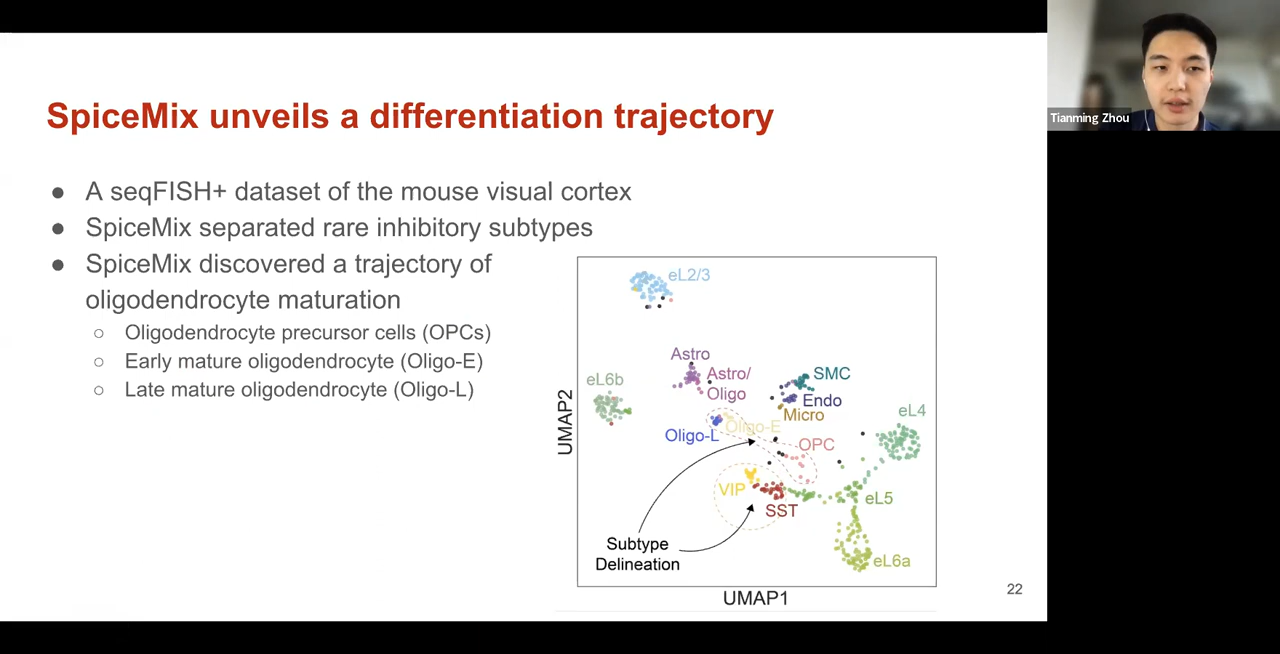 SpiceMix unveils a differentiation trajectory
Tianming Zhou
● A seqFISH+ dataset of the mouse visual cortex
● SpiceMix separated rare inhibitory subtypes
● SpiceMix discovered a trajectory of
oligodendrocyte maturation
○ Oligodendrocyte precursor cells (OPCs)
○ Early mature oligodendrocyte (Oligo-E)
○ Late mature oligodendrocyte (Oligo-L)
eL2/3
Astro
Astro/
Oligo
SMC
Endo
Micro
eL6b
eL4
Oligo-L
Oligo-E
OPC
VIP
SST
eL5
eL6a
Subtype
Delineation
UMAP2
UMAP1
22